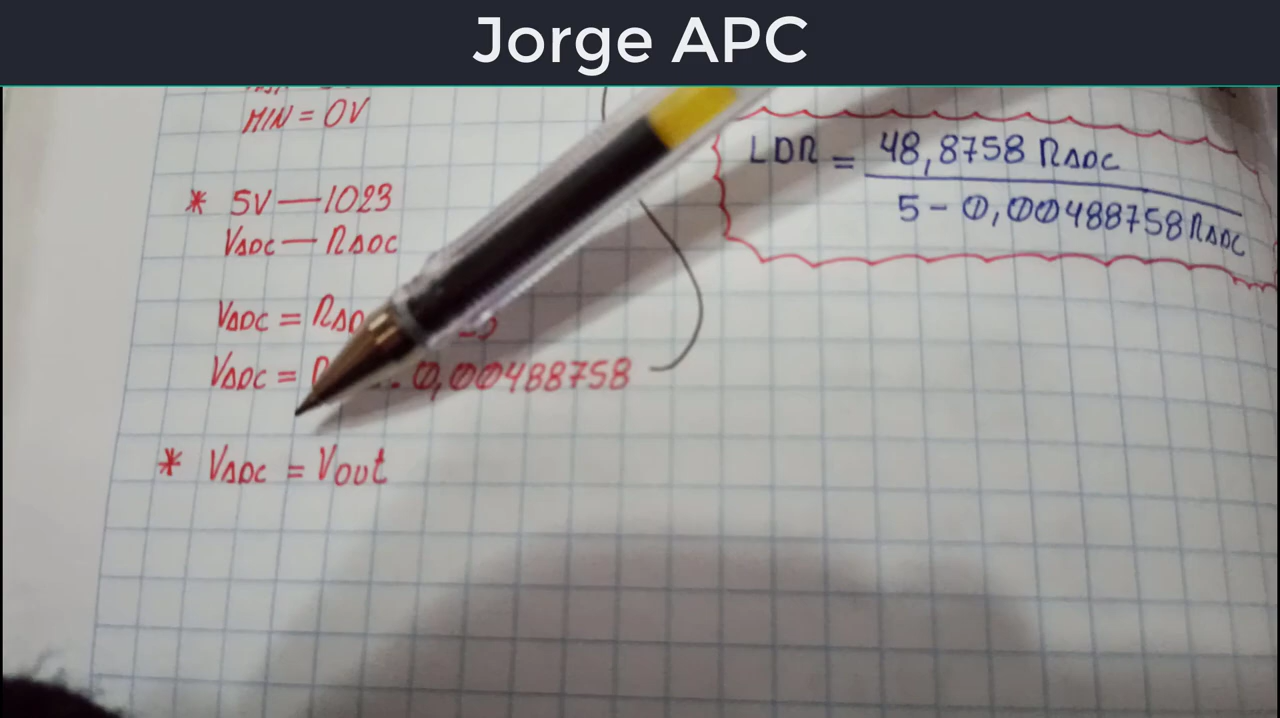 Jorge APC
MIN = 0V
* 5V — 1023
VADC — RADC
VADC =
VADC = 0,00488758
* VADC = Vout
LDR = 48,8758 RADC
5 - 0,00488758 RADC